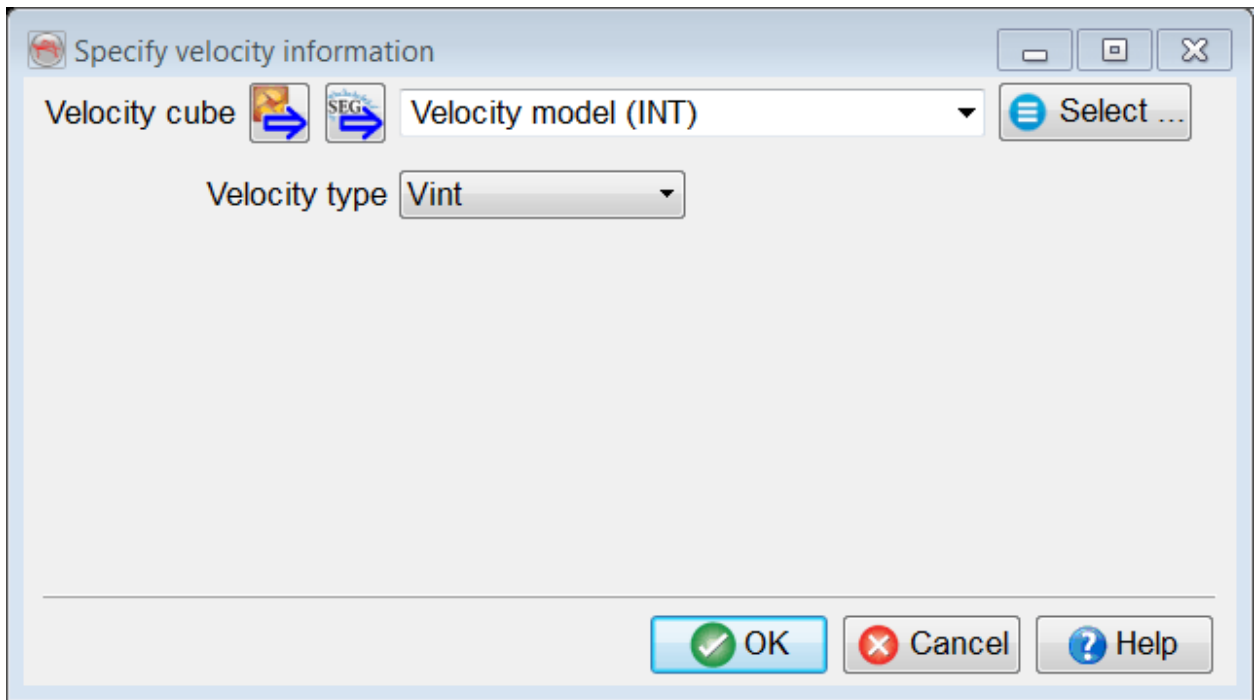 Specify velocity information
Velocity cube SEG Velocity model (INT) Select ...
Velocity type Vint
OK Cancel Help